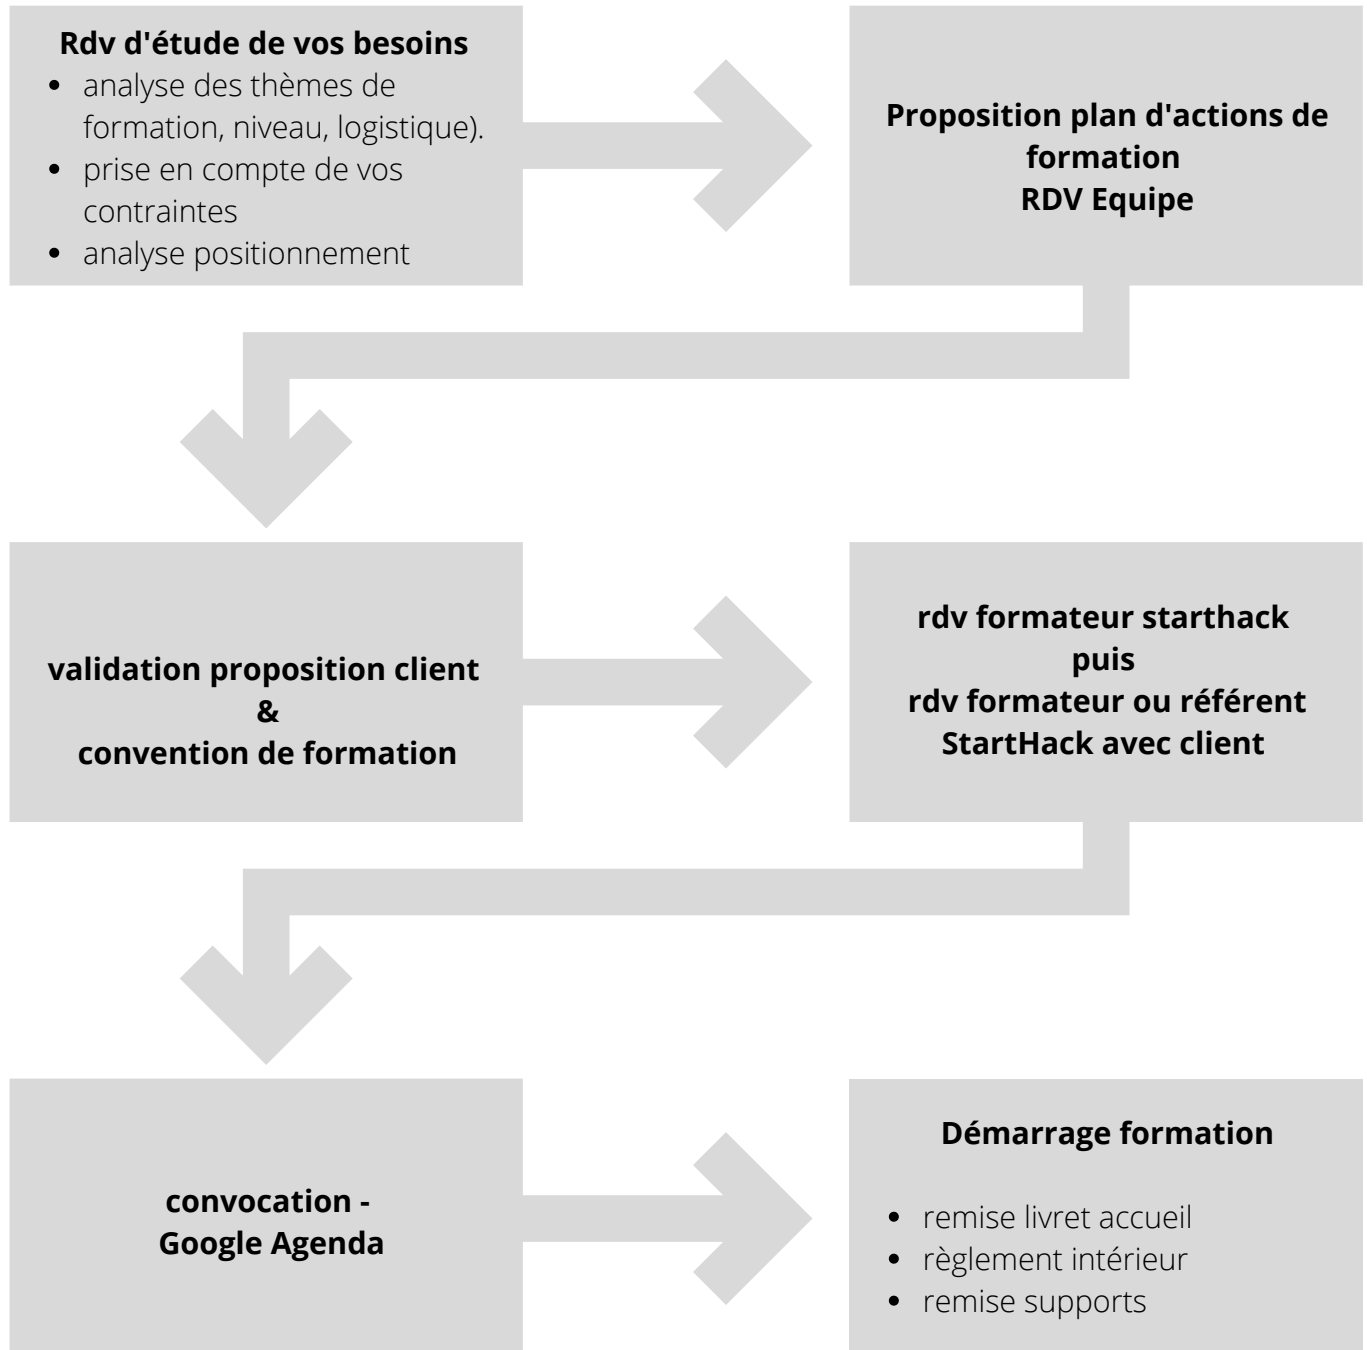 Rdv d'étude de vos besoins
• analyse des thèmes de
formation, niveau, logistique).
• prise en compte de vos
contraintes
• analyse positionnement
Proposition plan d'actions de
formation
RDV Equipe
validation proposition client
&
convention de formation
rdv formateur starthack
puis
rdv formateur ou référent
StartHack avec client
convocation -
Google Agenda
Démarrage formation
• remise livret accueil
• règlement intérieur
• remise supports